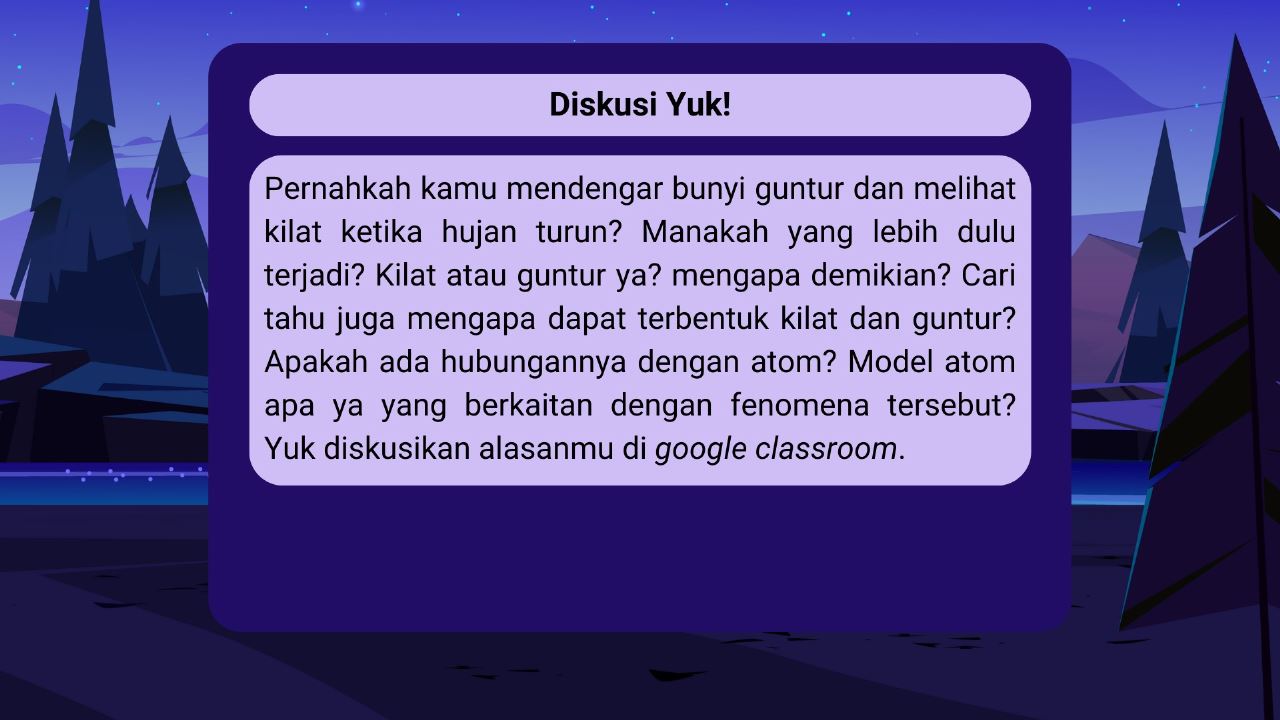 Diskusi Yuk!
Pernahkah kamu mendengar bunyi guntur dan melihat
kilat ketika hujan turun? Manakah yang lebih dulu
terjadi? Kilat atau guntur ya? mengapa demikian? Cari
tahu juga mengapa dapat terbentuk kilat dan guntur?
Apakah ada hubungannya dengan atom? Model atom
apa ya yang berkaitan dengan fenomena tersebut?
Yuk diskusikan alasanmu di google classroom.